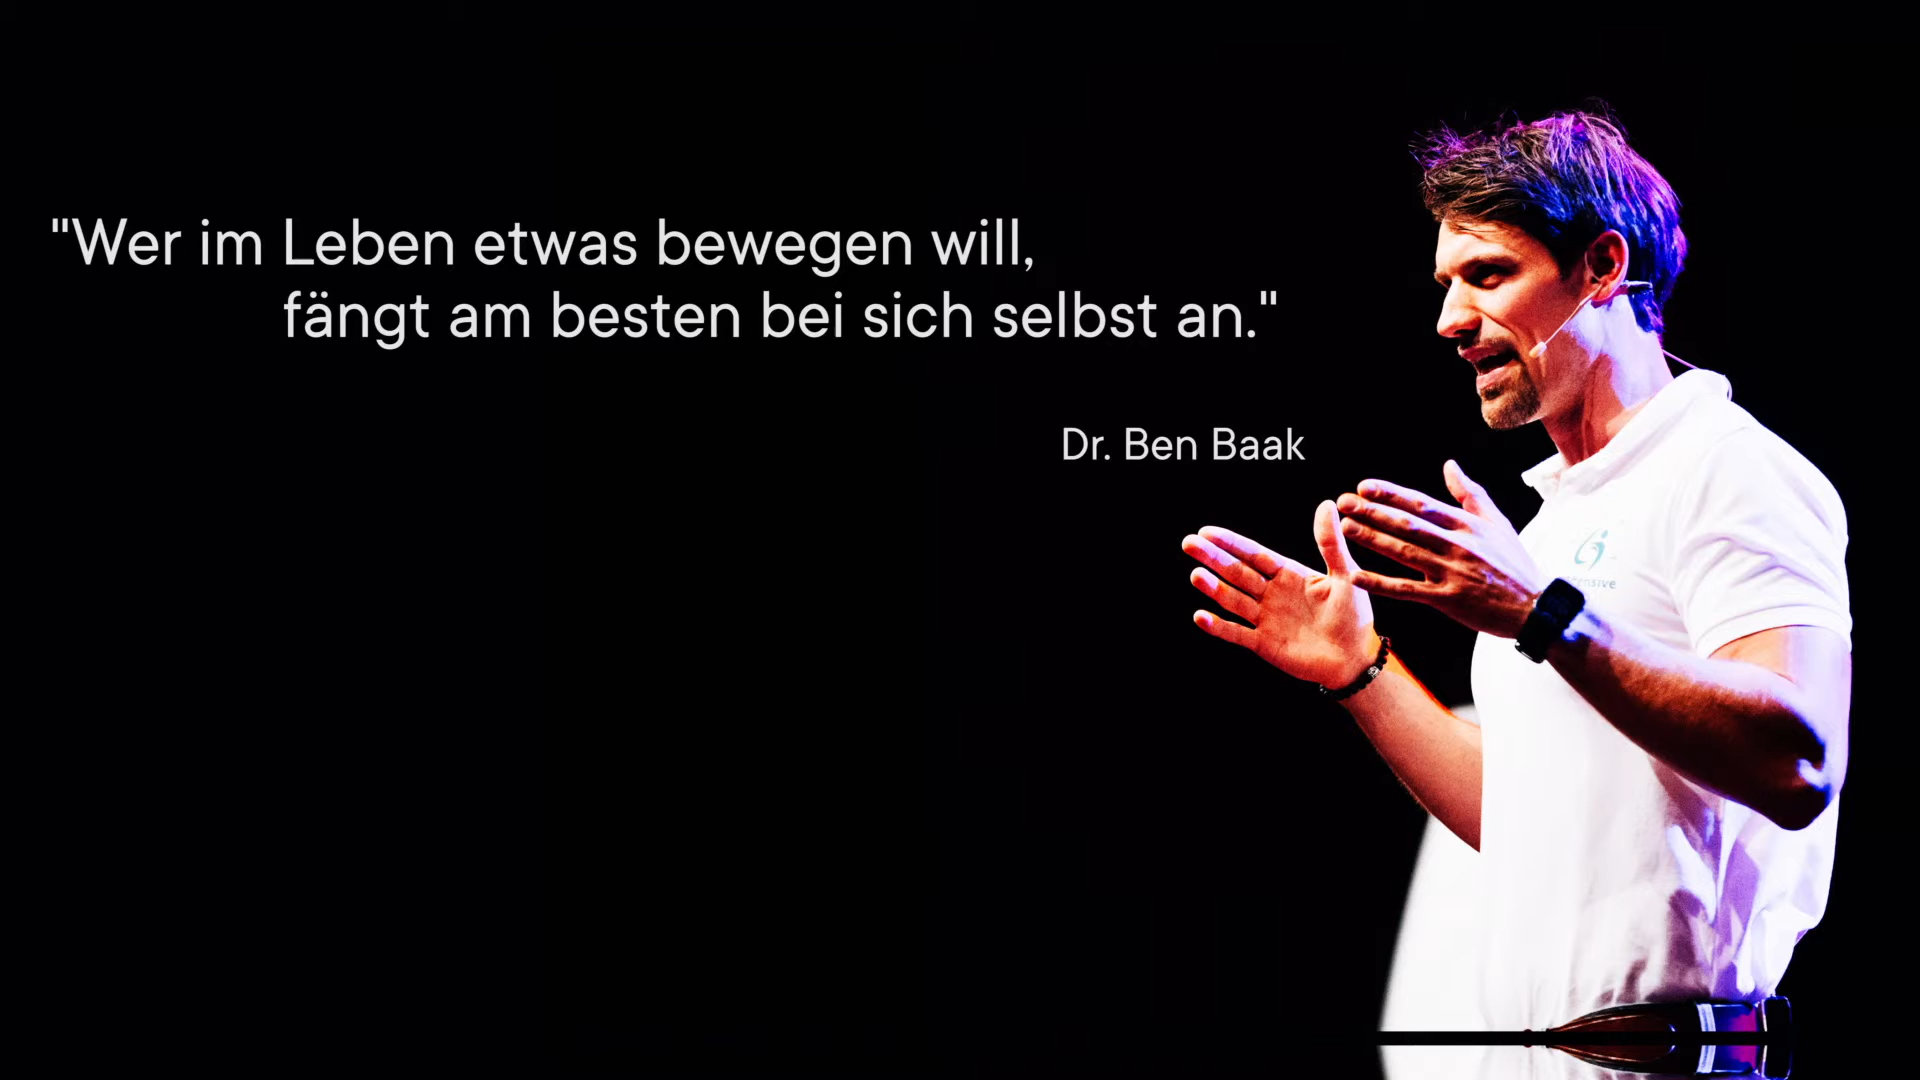 "Wer im Leben etwas bewegen will,
fängt am besten bei sich selbst an."
Dr. Ben Baak